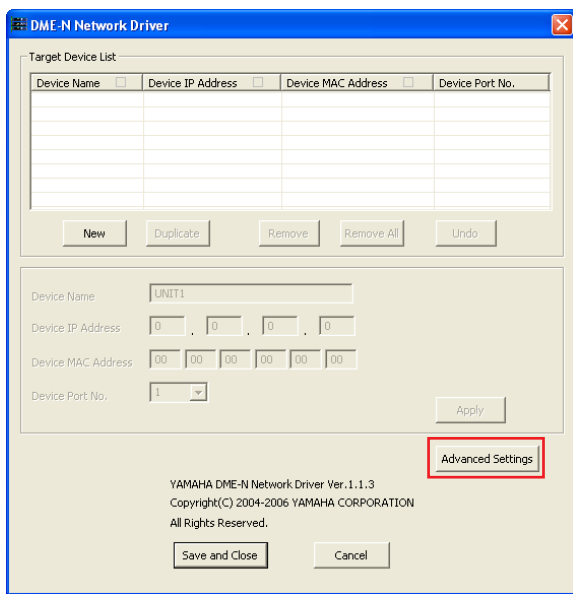 DME-N Network Driver
Target Device List
Device Name Device IP Address Device MAC Address Device Port No.
New Duplicate Remove Remove All Undo
Device Name UNIT1
Device IP Address 0 . 0 . 0 . 0
Device MAC Address 00 00 00 00 00 00
Device Port No. 1
Apply
Advanced Settings
YAMAHA DME-N Network Driver Ver.1.1.3
Copyright(C) 2004-2006 YAMAHA CORPORATION
All Rights Reserved.
Save and Close Cancel